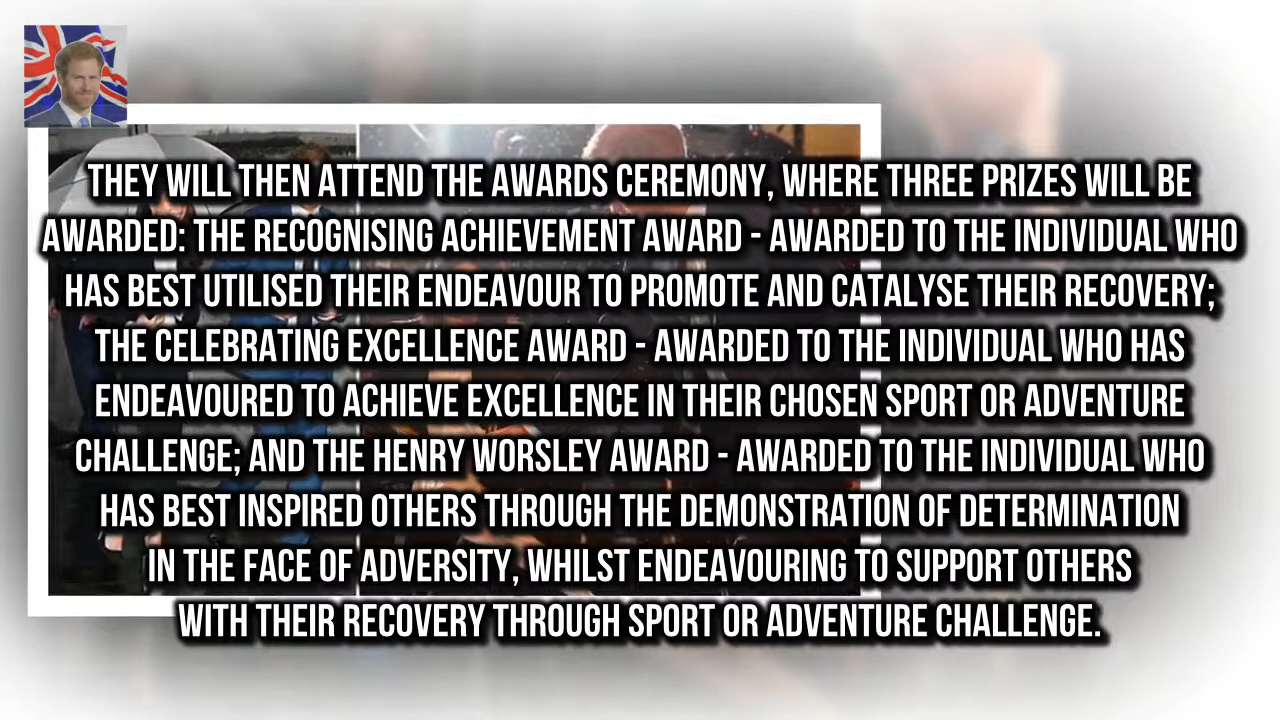 THEY WILL THEN ATTEND THE AWARDS CEREMONY, WHERE THREE PRIZES WILL BE
AWARDED: THE RECOGNISING ACHIEVEMENT AWARD - AWARDED TO THE INDIVIDUAL WHO
HAS BEST UTILISED THEIR ENDEAVOUR TO PROMOTE AND CATALYSE THEIR RECOVERY;
THE CELEBRATING EXCELLENCE AWARD - AWARDED TO THE INDIVIDUAL WHO HAS
ENDEAVOURED TO ACHIEVE EXCELLENCE IN THEIR CHOSEN SPORT OR ADVENTURE
CHALLENGE; AND THE HENRY WORSLEY AWARD - AWARDED TO THE INDIVIDUAL WHO
HAS BEST INSPIRED OTHERS THROUGH THE DEMONSTRATION OF DETERMINATION
IN THE FACE OF ADVERSITY, WHILST ENDEAVOURING TO SUPPORT OTHERS
WITH THEIR RECOVERY THROUGH SPORT OR ADVENTURE CHALLENGE.